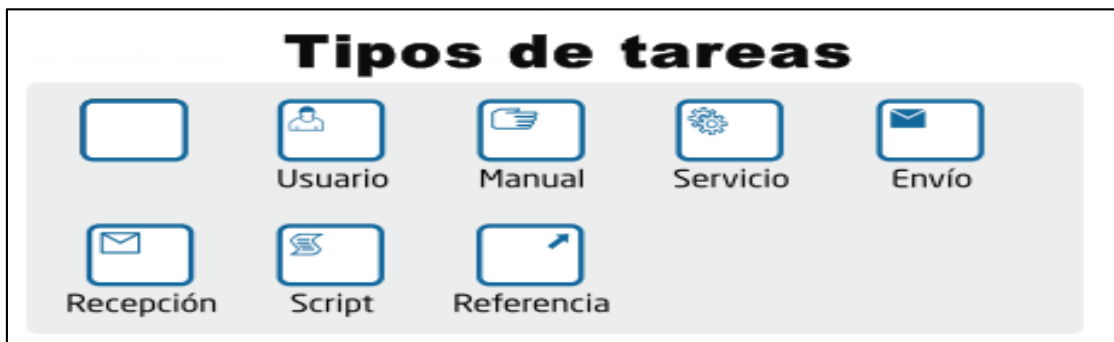 Tipos de tareas
Usuario Manual Servicio Envío
Recepción Script Referencia